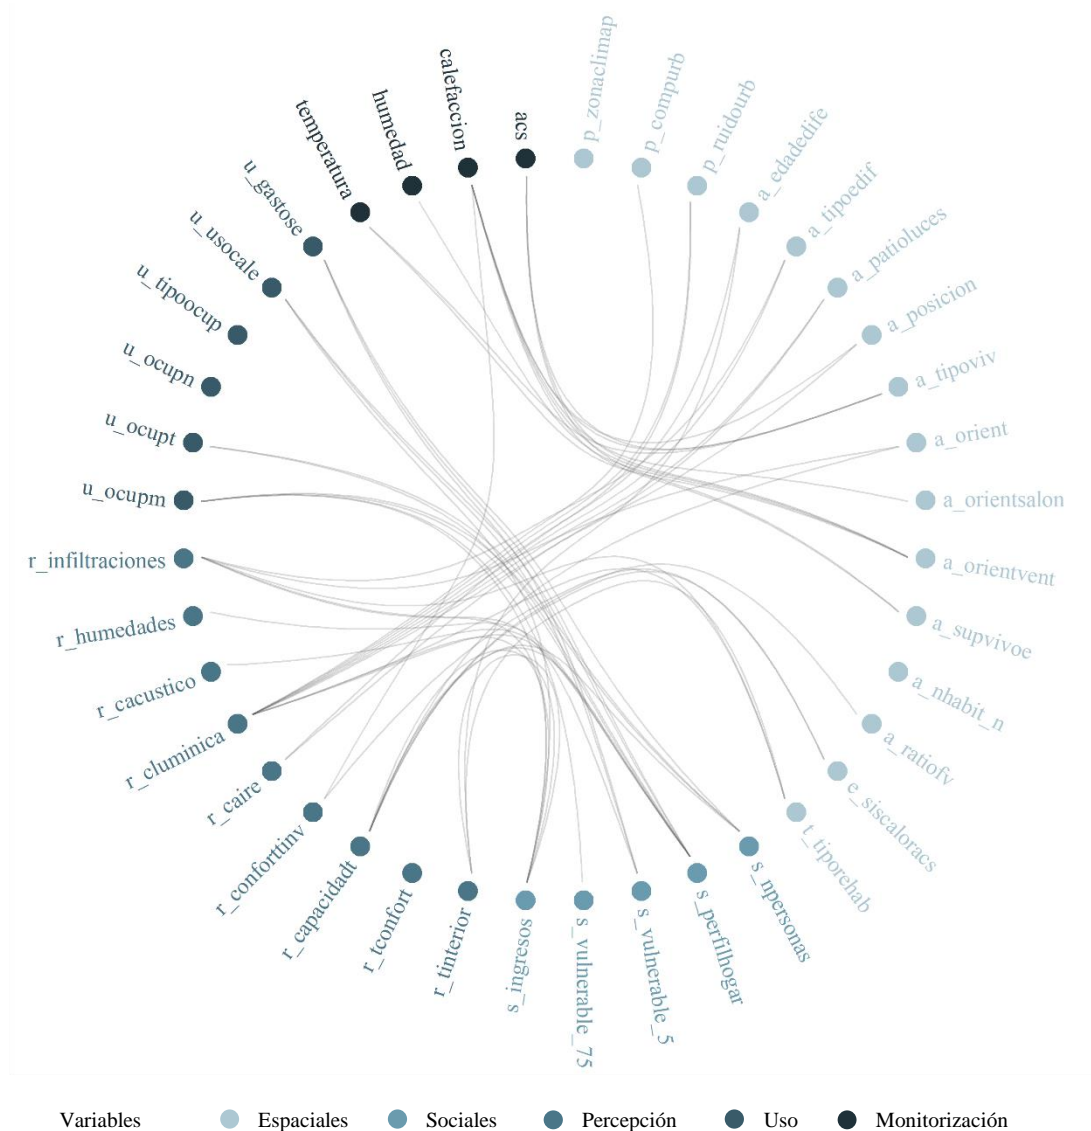 p_zonaclimap
p_compurb
p_ruidourb
a_edadedife
a_tipoedif
a_patioluces
a_posicion
a_tipoviv
a_orient
a_orientsalon
a_orientvent
a_supvivoe
a_nhabit_n
a_ratiofv
e_siscaloracs
t_tiporehab
s_npersonas
s_perfilhogar
s_vulnerable_5
s_vulnerable_75
s_ingresos
r_tinterior
r_tconfort
r_capacidadt
r_conforttinv
r_caire
r_cluminica
r_cacustico
r_humedades
r_infiltraciones
u_ocupm
u_ocupt
u_ocupn
u_tipoocup
u_usocale
u_gastose
temperatura
humedad
calefaccion
acs
Variables Espaciales Sociales Percepción Uso Monitorización